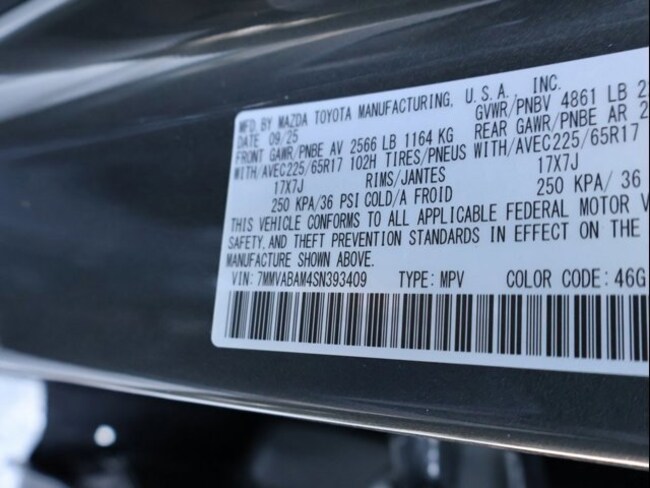 MFD BY MAZDA TOYOTA MANUFACTURING, U.S.A., INC.
DATE 09/25 GVWR/PNBV 4861 LB
FRONT GAWR/PNBE AV 2566 LB 1164 KG REAR GAWR/PNBE AR
WITH/AVEC225/65R17 102H TIRES/PNEUS WITH/AVEC225/65R17
17X7J RIMS/JANTES 17X7J
250 KPA/36 PSI COLD/A FROID 250 KPA/ 36
THIS VEHICLE CONFORMS TO ALL APPLICABLE FEDERAL MOTOR V
SAFETY, AND THEFT PREVENTION STANDARDS IN EFFECT ON THE
MANUFACTURE SHOWN ABOVE.
VIN: 7MMVABAM4SN393409 TYPE: MPV COLOR CODE: 46G